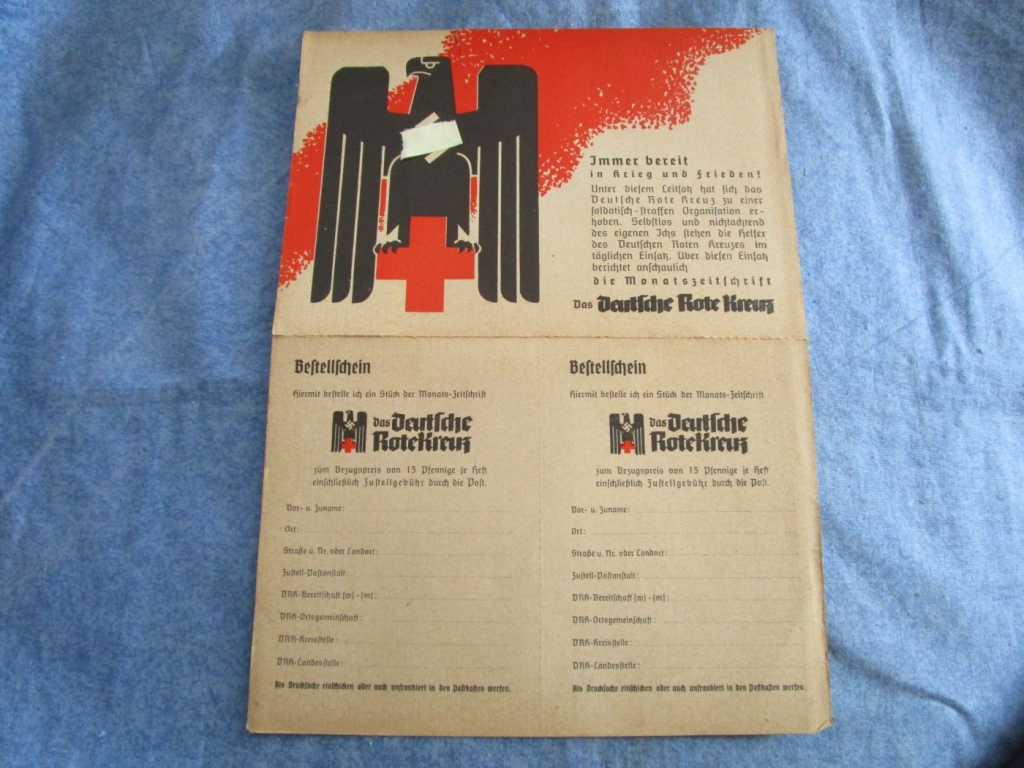 Immer bereit
in Krieg und Frieden!
Unter diesem Leitsatz hat sich das
Deutsche Rote Kreuz zu einer
soldatisch-straffen Organisation er-
hoben. Selbstlos und nichtachtend
des eigenen Ichs stehen die Helfer
des Deutschen Roten Kreuzes im
täglichen Einsatz. Über diesen Einsatz
berichtet anschaulich
die Monatszeitschrift
Das Deutsche Rote Kreuz
Bestellschein
Hiermit bestelle ich ein Stück der Monats-Zeitschrift
das Deutsche
Rote Kreuz
zum Bezugspreis von 15 Pfennige je Heft
einschließlich Zustellgebühr durch die Post.
Vor- u. Zuname:
Ort:
Straße u. Nr. oder Landort:
Zustell-Postanstalt:
DRK-Bereitschaft (w) - (m):
DRK-Ortsgemeinschaft:
DRK-Kreisstelle:
DRK-Landesstelle:
Als Drucksache einschicken oder auch unfrankiert in den Postkasten werfen.
Bestellschein
Hiermit bestelle ich ein Stück der Monats-Zeitschrift
das Deutsche
Rote Kreuz
zum Bezugspreis von 15 Pfennige je Heft
einschließlich Zustellgebühr durch die Post.
Vor- u. Zuname:
Ort:
Straße u. Nr. oder Landort:
Zustell-Postanstalt:
DRK-Bereitschaft (w) - (m):
DRK-Ortsgemeinschaft:
DRK-Kreisstelle:
DRK-Landesstelle:
Als Drucksache einschicken oder auch unfrankiert in den Postkasten werfen.